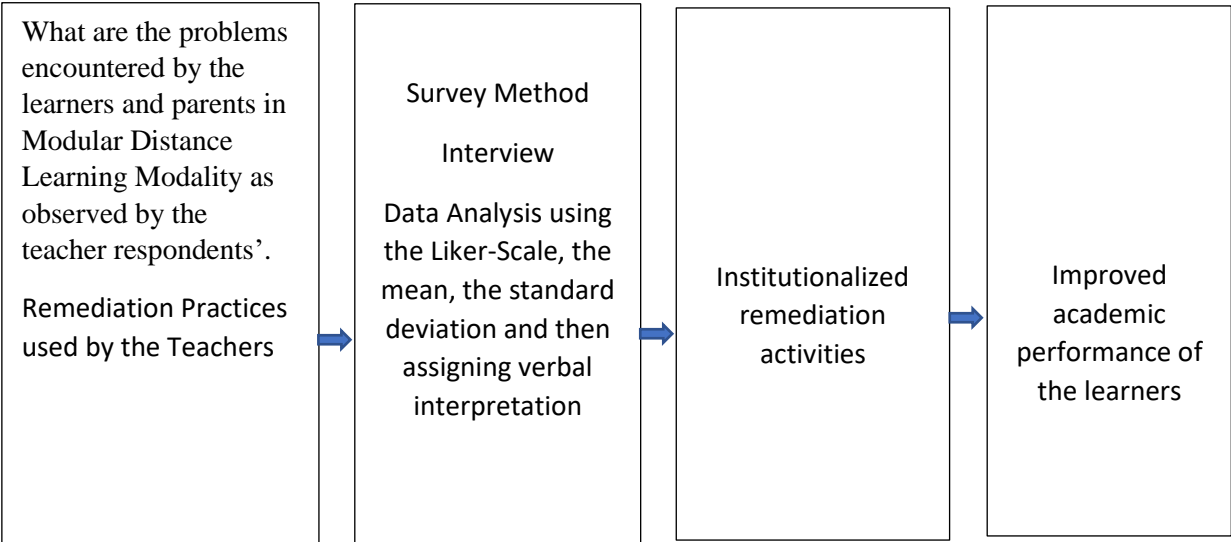 What are the problems
encountered by the
learners and parents in
Modular Distance
Learning Modality as
observed by the
teacher respondents’.
Remediation Practices
used by the Teachers
Survey Method
Interview
Data Analysis using
the Liker-Scale, the
mean, the standard
deviation and then
assigning verbal
interpretation
Institutionalized
remediation
activities
Improved
academic
performance of
the learners